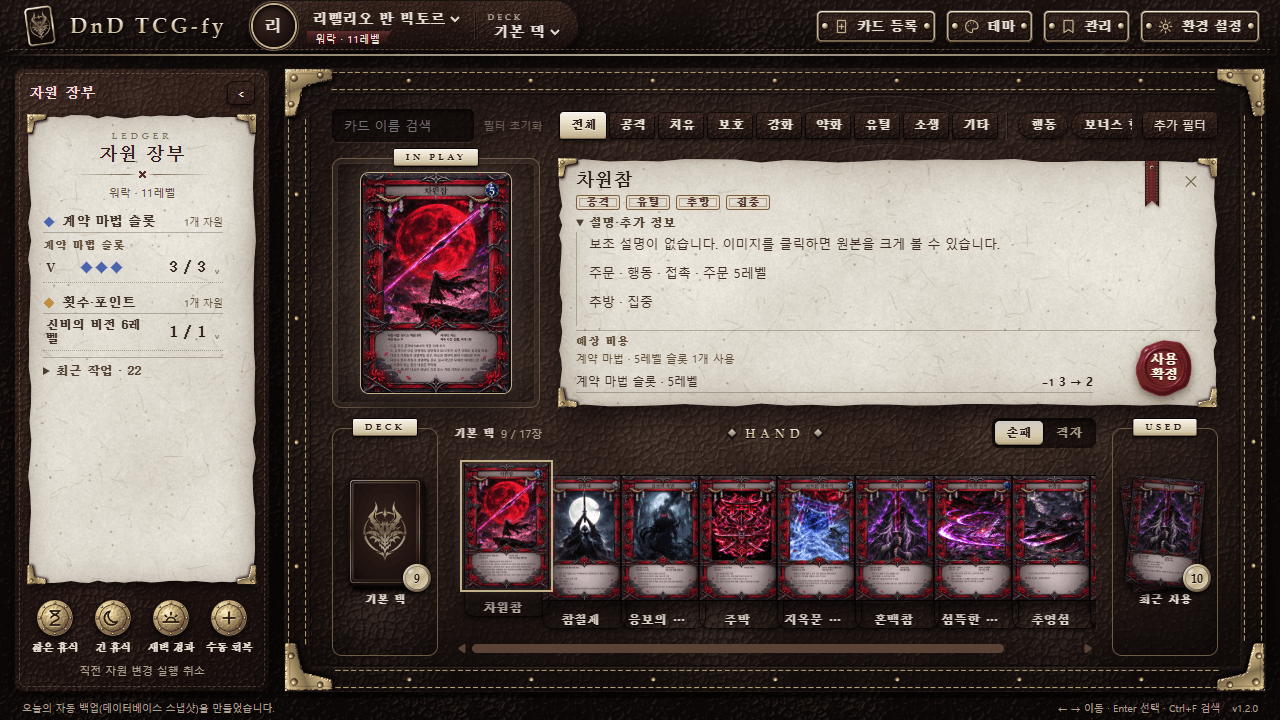 DnD TCG-fy
리
리벨리오 반 빅토르
워락 · 11레벨
DECK
기본 덱
카드 등록
테마
관리
환경 설정
자원 장부
<
LEDGER
자원 장부
워락 · 11레벨
계약 마법 슬롯 1개 자원
계약 마법 슬롯
V 3 / 3 v
횟수·포인트 1개 자원
신비의 비전 6레벨 1 / 1 v
▶ 최근 작업 · 22
짧은 휴식
긴 휴식
새벽 경과
수동 회복
직전 자원 변경 실행 취소
카드 이름 검색
필터 초기화
전체
공격
치유
보호
강화
약화
유틸
소생
기타
행동
보너스
추가 필터
IN PLAY
차원참
5
차원참
공격
유틸
추방
집중
▼ 설명·추가 정보
보조 설명이 없습니다. 이미지를 클릭하면 원본을 크게 볼 수 있습니다.
주문 · 행동 · 접촉 · 주문 5레벨
추방 · 집중
예상 비용
계약 마법 · 5레벨 슬롯 1개 사용
계약 마법 슬롯 · 5레벨 -1 3 → 2
사용
확정
DECK
9
기본 덱
기본 덱 9 / 17장
HAND
손패
격자
차원참
참철제
응보의 ···
주박
지옥문 ···
혼백참
섬뜩한 ···
추영섬
USED
10
최근 사용
오늘의 자동 백업(데이터베이스 스냅샷)을 만들었습니다.
← → 이동 · Enter 선택 · Ctrl+F 검색 v1.2.0